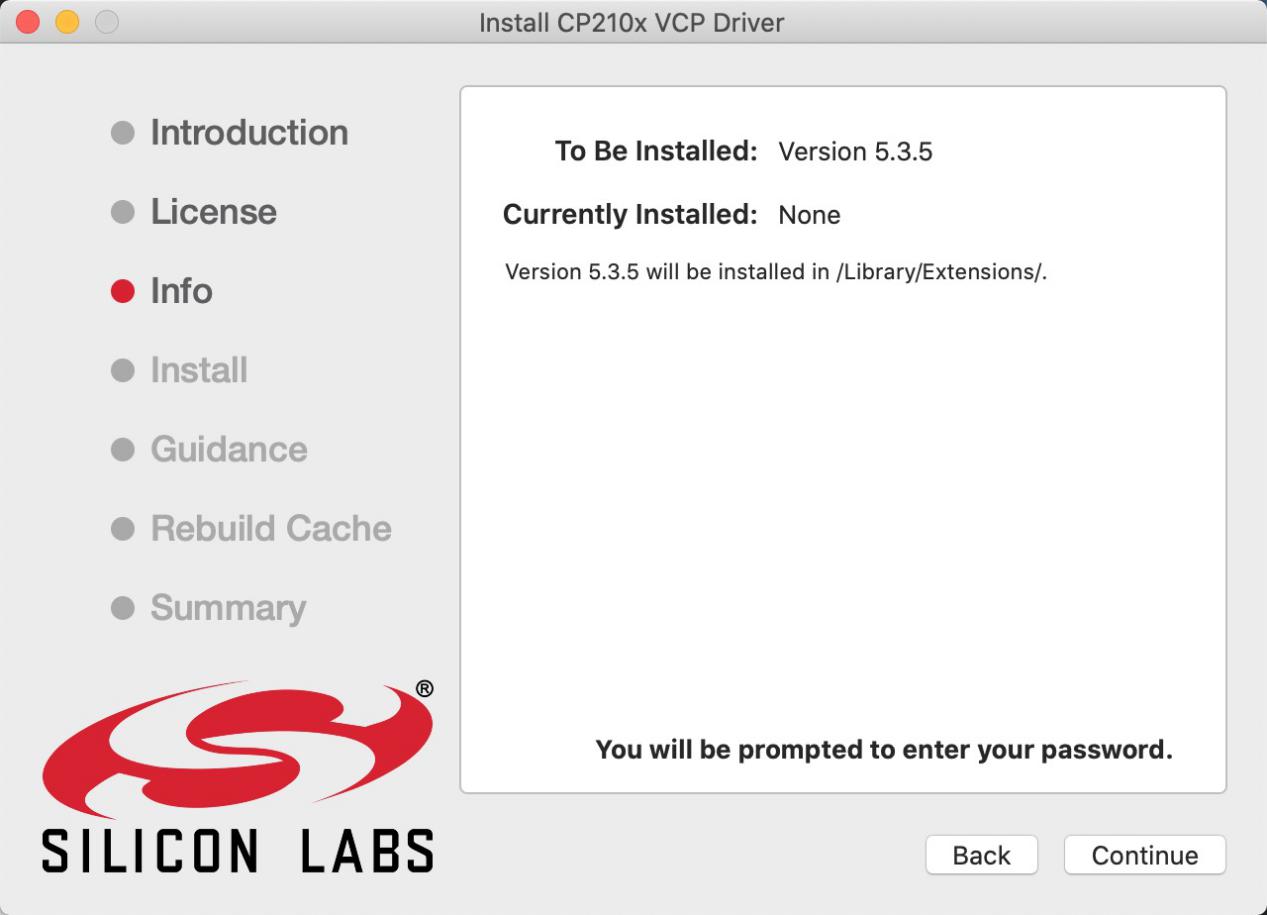 Install CP210x VCP Driver
Introduction
License
Info
Install
Guidance
Rebuild Cache
Summary
To Be Installed: Version 5.3.5
Currently Installed: None
Version 5.3.5 will be installed in /Library/Extensions/.
You will be prompted to enter your password.
®
SILICON LABS
Back
Continue